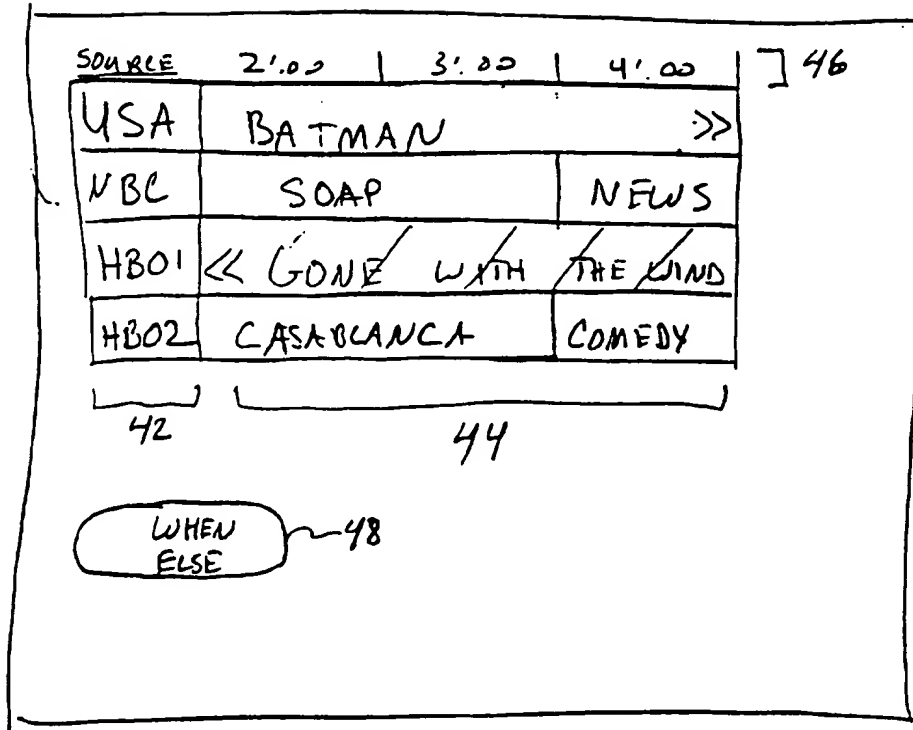 SOURCE 2:00 3:00 4:00 46
USA BATMAN >>
NBC SOAP NEWS
HBO1 << GONE WITH THE WIND
HBO2 CASABLANCA COMEDY
42 44
WHEN 48
ELSE